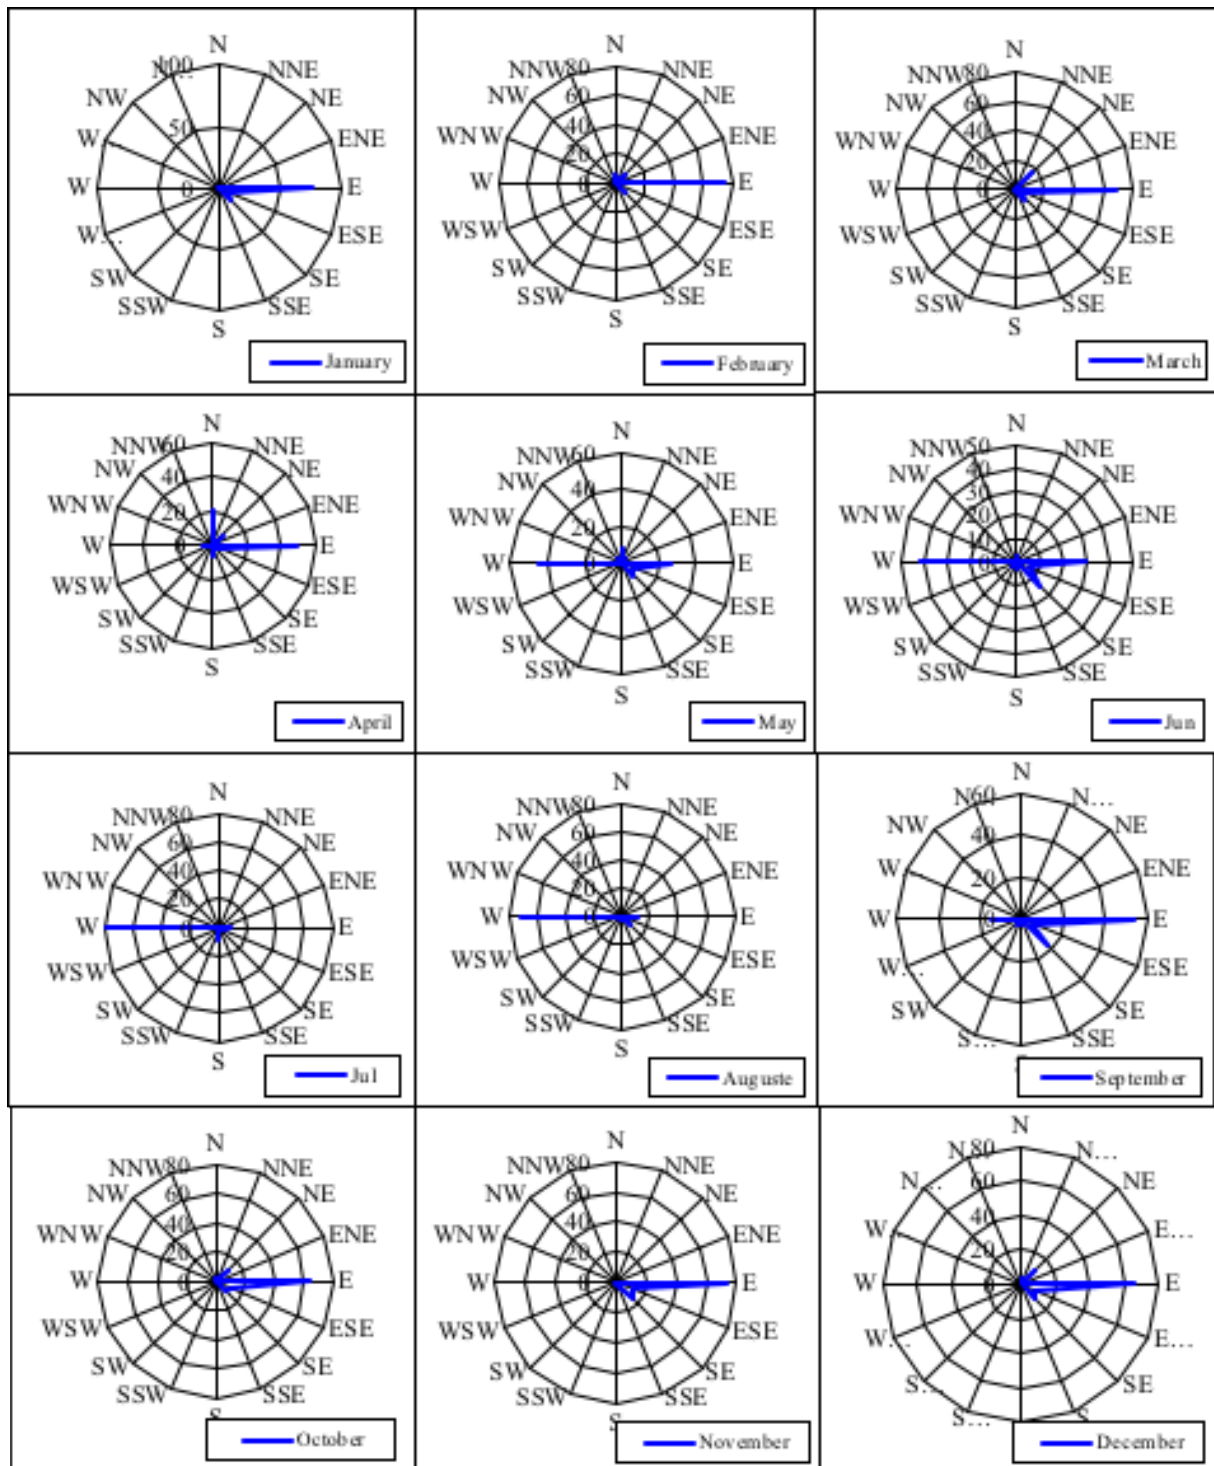 N
100
N...
NNE
NW
NE
W...
50
ENE
W
0
E
W...
ESE
SW
SE
SSW
SSE
S
January
N
NNW
80
NNE
NW
60
NE
WNW
40
ENE
20
W
0
E
WSW
ESE
SW
SE
SSW
SSE
S
February
N
NNW
80
NNE
NW
60
NE
WNW
40
ENE
20
W
0
E
WSW
ESE
SW
SE
SSW
SSE
S
March
N
NNW
60
NNE
NW
40
NE
WNW
20
ENE
W
0
E
WSW
ESE
SW
SE
SSW
SSE
S
April
N
NNW
60
NNE
NW
40
NE
WNW
20
ENE
W
0
E
WSW
ESE
SW
SE
SSW
SSE
S
May
N
NNW
50
NNE
NW
40
NE
30
WNW
20
ENE
10
W
0
E
WSW
ESE
SW
SE
SSW
SSE
S
Jun
N
NNW
80
NNE
NW
60
NE
WNW
40
ENE
20
W
0
E
WSW
ESE
SW
SE
SSW
SSE
S
Jul
N
NNW
80
NNE
NW
60
NE
WNW
40
ENE
20
W
0
E
WSW
ESE
SW
SE
SSW
SSE
S
Auguste
N
60
N...
NW
40
NE
W...
20
ENE
W
0
E
W...
ESE
SW
SE
S...
SSE
September
N
NNW
80
NNE
NW
60
NE
WNW
40
ENE
20
W
0
E
WSW
ESE
SW
SE
SSW
SSE
S
October
N
NNW
80
NNE
NW
60
NE
WNW
40
ENE
20
W
0
E
WSW
ESE
SW
SE
SSW
SSE
S
November
N
N...
80
N...
N...
60
NE
W...
40
E...
20
W
0
E
W...
E...
S...
SE
S...
S...
December